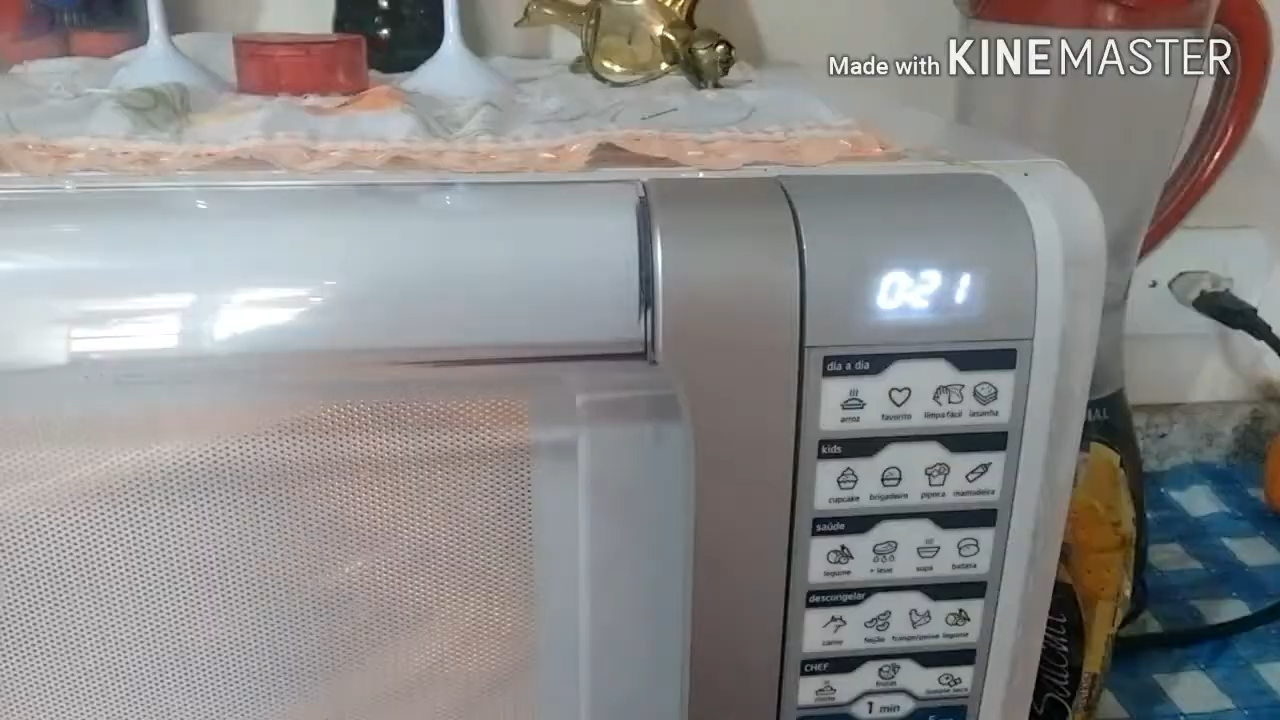 Made with KINEMASTER
0:21
dia a dia
arroz favorito limpa fácil lasanha
kids
cupcake brigadeiro pipoca mamadeira
saúde
legume + leve sopa batata
descongelar
carne feijão frango/peixe legume
CHEF
1 min